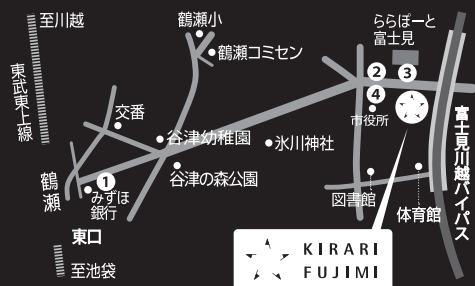 至川越
鶴瀬小
鶴瀬コミセン
ららぽーと
富士見
東武東上線
交番
谷津幼稚園
谷津の森公園
氷川神社
② ③
④
市役所
①
みずほ
銀行
鶴瀬
東口
至池袋
図書館
体育館
富士見川越バイパス
KIRARI
FUJIMI